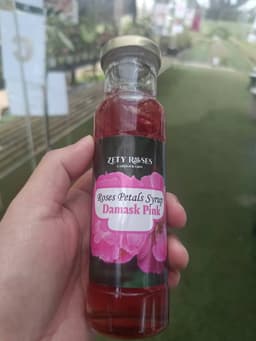 ZETY ROSES
Roses Petals Syrup
Damask Pink